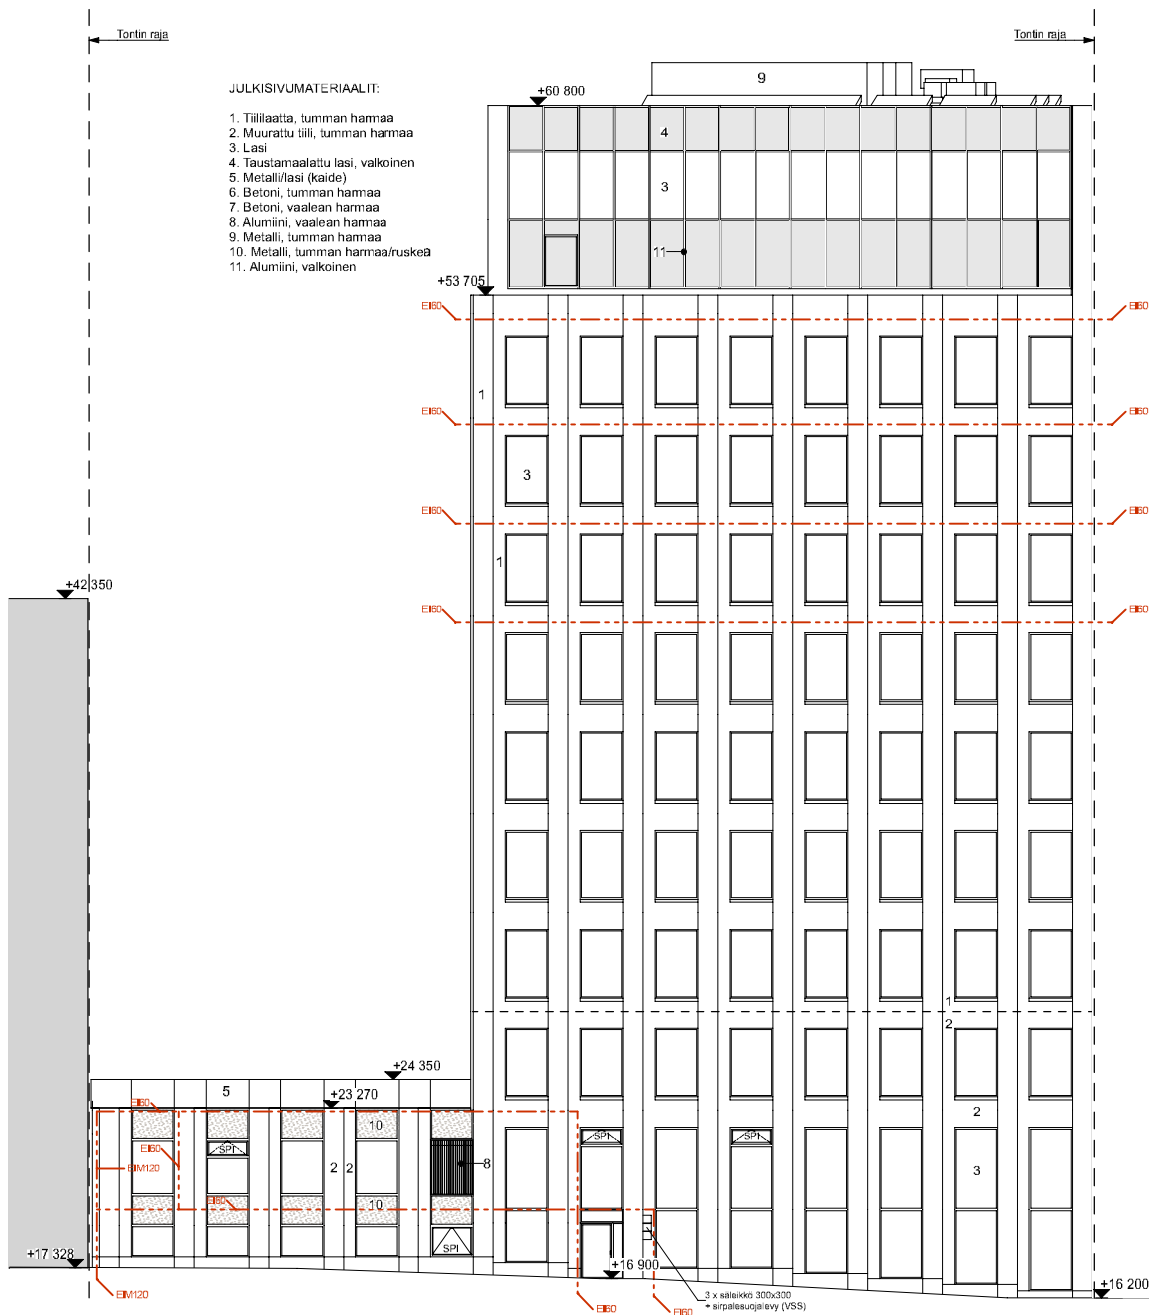 Tontin raja
Tontin raja
JULKISIVUMATERIAALIT:
1. Tiililaatta, tumman harmaa
2. Muurattu tiili, tumman harmaa
3. Lasi
4. Taustamaalattu lasi, valkoinen
5. Metalli/lasi (kaide)
6. Betoni, tumman harmaa
7. Betoni, vaalean harmaa
8. Alumiini, vaalean harmaa
9. Metalli, tumman harmaa
10. Metalli, tumman harmaa/ruskea
11. Alumiini, valkoinen
9
+60 800
4
3
11
+53 705
EI60
EI60
1
EI60
EI60
3
EI60
EI60
1
+42 350
EI60
EI60
1
2
+24 350
5
+23 270
EI60
10
2
SPI
SPI
SPI
EI60
EIM120
2
2
8
3
EI60
10
SPI
+17 328
+16 900
+16 200
EIM120
3 x säleikkö 300x300
+ sirpalesuojalevy (VSS)
EI60
EI60